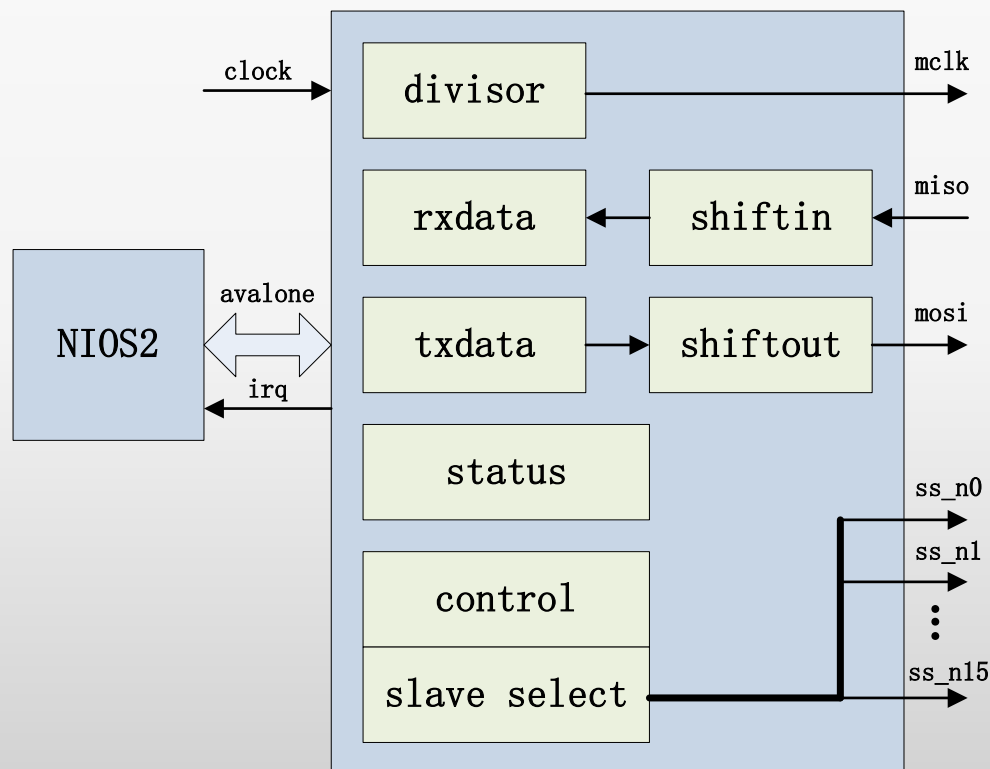 clock
divisor
mclk
rxdata
shiftin
miso
NIOS2
avalone
irq
txdata
shiftout
mosi
status
ss_n0
ss_n1
control
slave select
ss_n15